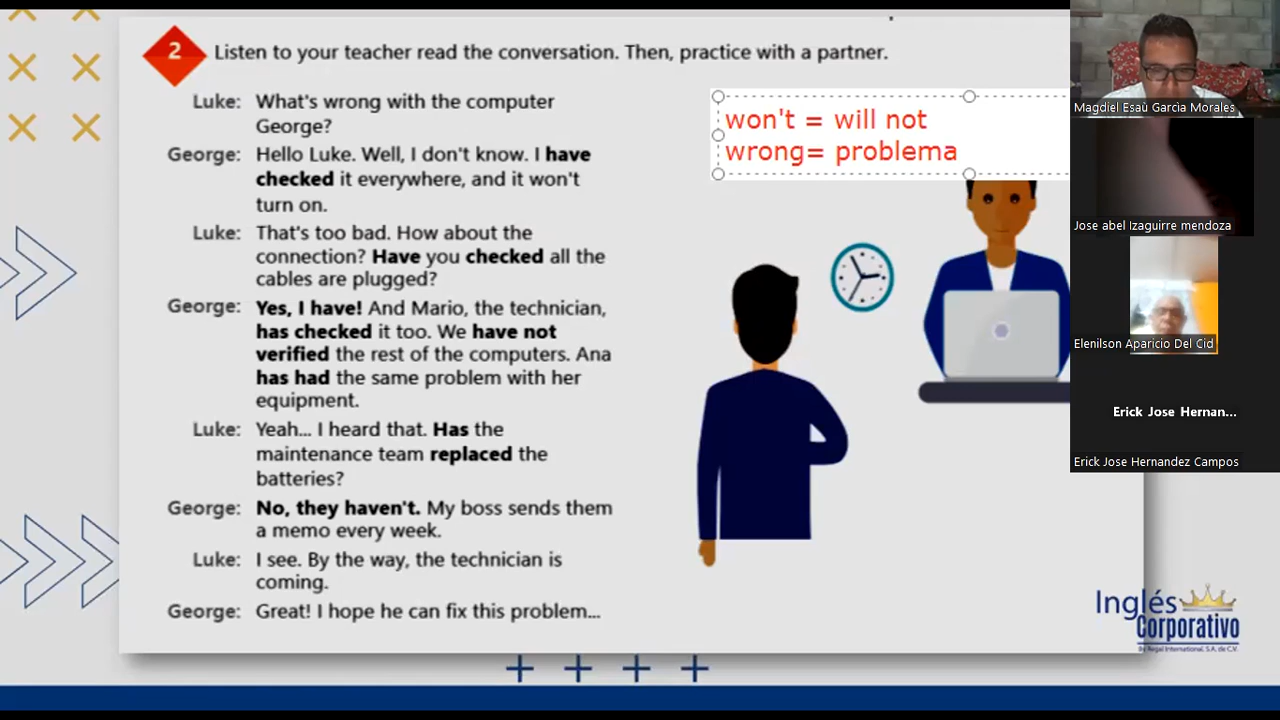 2 Listen to your teacher read the conversation. Then, practice with a partner.
Luke: What's wrong with the computer
George?
George: Hello Luke. Well, I don't know. I have
checked it everywhere, and it won't
turn on.
Luke: That's too bad. How about the
connection? Have you checked all the
cables are plugged?
George: Yes, I have! And Mario, the technician,
has checked it too. We have not
verified the rest of the computers. Ana
has had the same problem with her
equipment.
Luke: Yeah... I heard that. Has the
maintenance team replaced the
batteries?
George: No, they haven't. My boss sends them
a memo every week.
Luke: I see. By the way, the technician is
coming.
George: Great! I hope he can fix this problem...
won't = will not
wrong= problema
Magdiel Esaù Garcìa Morales
Jose abel Izaguirre mendoza
Elenilson Aparicio Del Cid
Erick Jose Hernan...
Erick Jose Hernandez Campos
Inglés
Corporativo
By Regal International, S.A. de C.V.